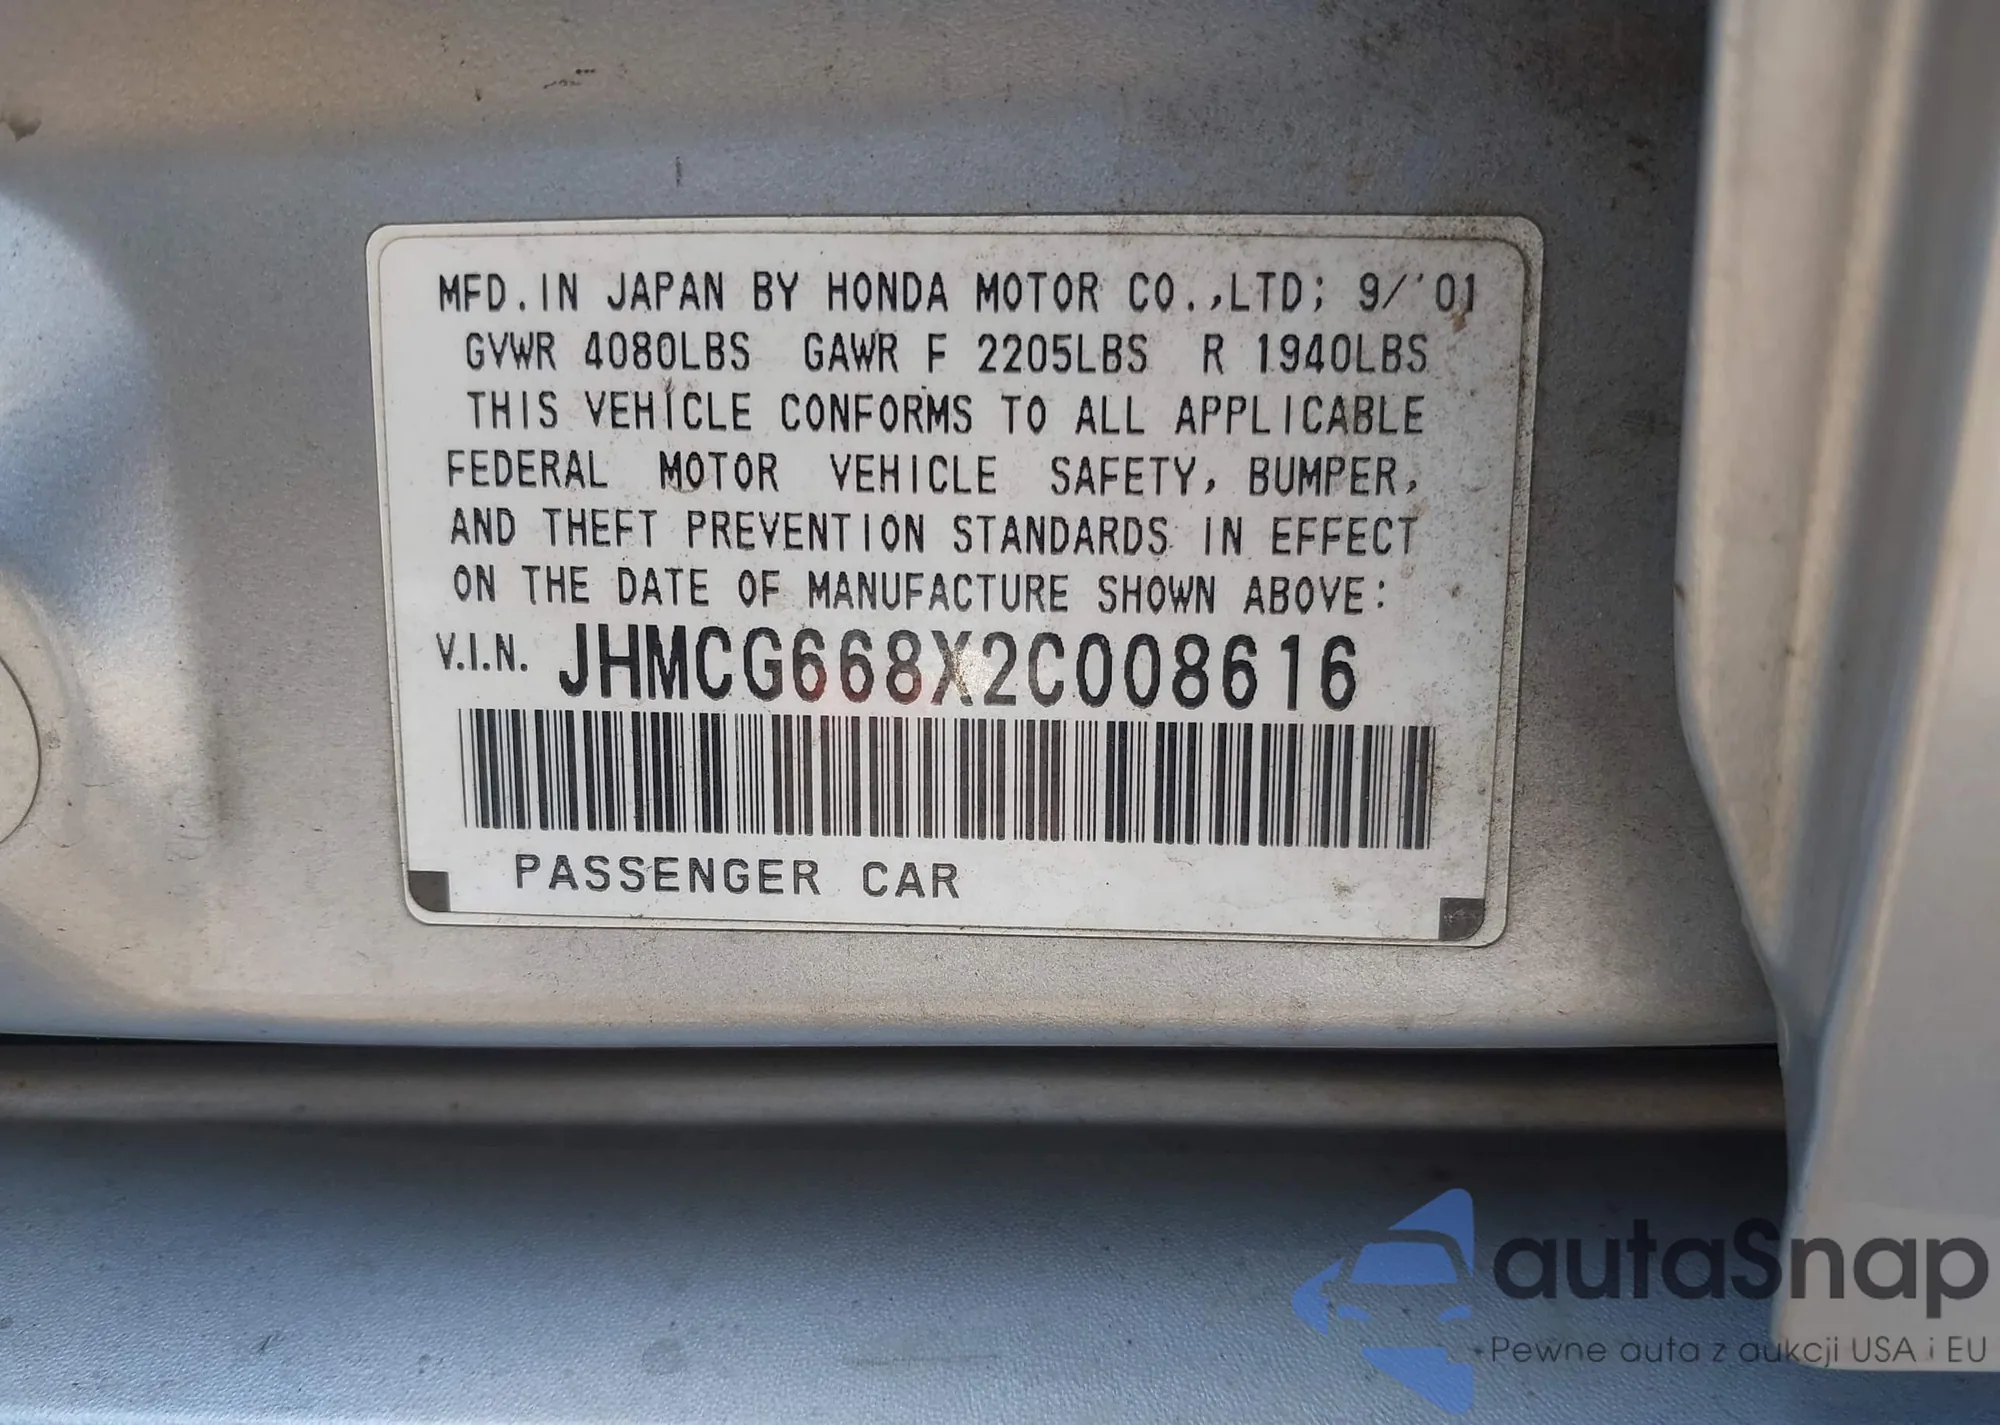 MFD. IN JAPAN BY HONDA MOTOR CO.,LTD; 9/'01
GVWR 4080LBS GAWR F 2205LBS R 1940LBS
THIS VEHICLE CONFORMS TO ALL APPLICABLE
FEDERAL MOTOR VEHICLE SAFETY, BUMPER,
AND THEFT PREVENTION STANDARDS IN EFFECT
ON THE DATE OF MANUFACTURE SHOWN ABOVE:
V.I.N. JHMCG668X2C008616
PASSENGER CAR
autaSnap
Pewne auta z aukcji USA i EU